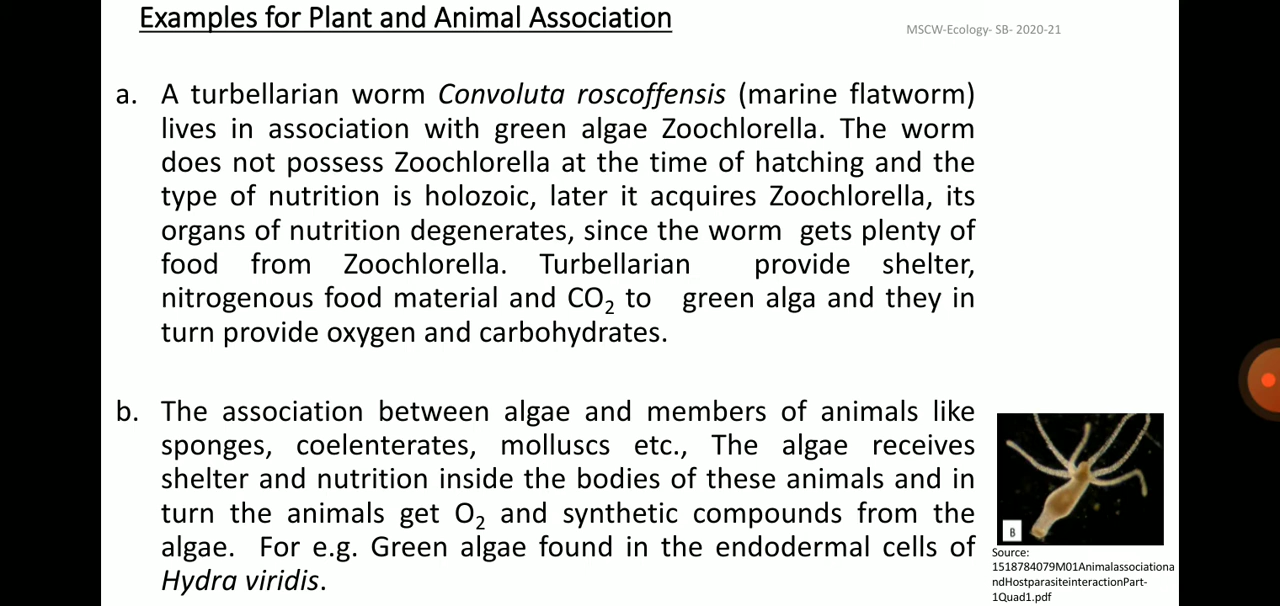 Examples for Plant and Animal Association
MSCW-Ecology- SB- 2020-21
a. A turbellarian worm Convoluta roscoffensis (marine flatworm)
lives in association with green algae Zoochlorella. The worm
does not possess Zoochlorella at the time of hatching and the
type of nutrition is holozoic, later it acquires Zoochlorella, its
organs of nutrition degenerates, since the worm gets plenty of
food from Zoochlorella. Turbellarian provide shelter,
nitrogenous food material and CO₂ to green alga and they in
turn provide oxygen and carbohydrates.
b. The association between algae and members of animals like
sponges, coelenterates, molluscs etc., The algae receives
shelter and nutrition inside the bodies of these animals and in
turn the animals get O₂ and synthetic compounds from the
algae. For e.g. Green algae found in the endodermal cells of
Hydra viridis.
B
Source:
1518784079M01Animalassociationa
ndHostparasiteinteractionPart-
1Quad1.pdf